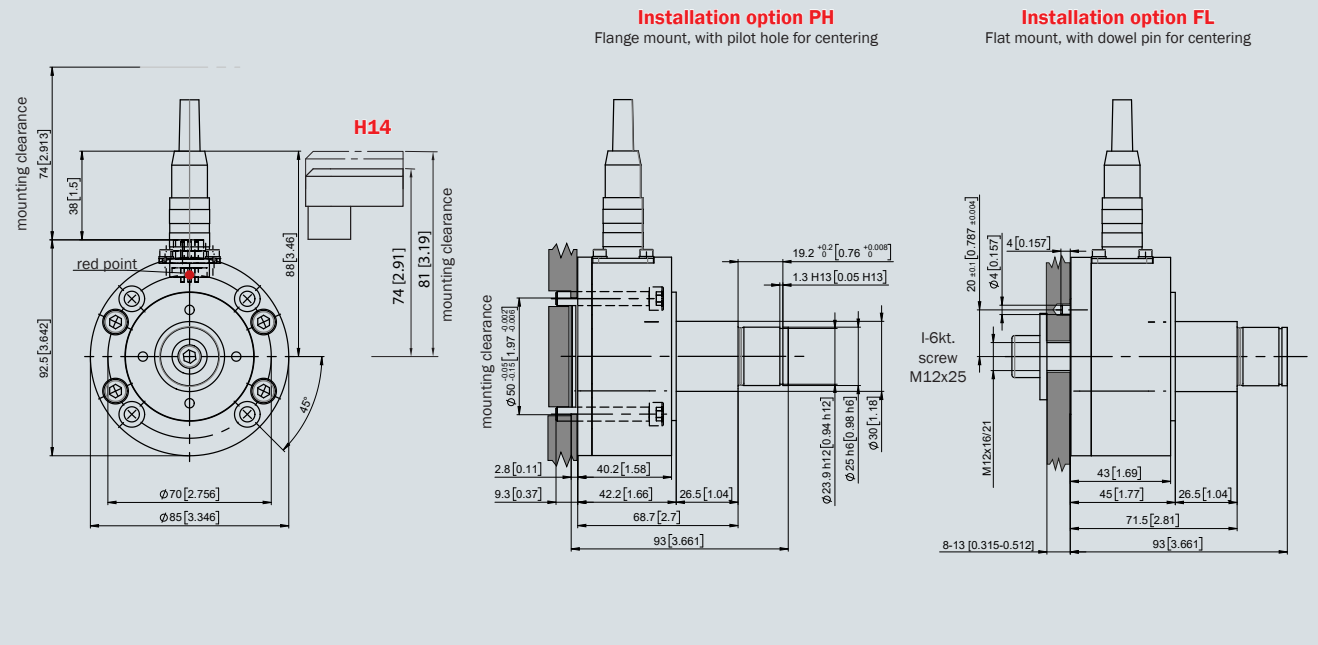 Installation option PH
Flange mount, with pilot hole for centering
Installation option FL
Flat mount, with dowel pin for centering
mounting clearance
74 [2.913]
38 [1.5]
H14
88 [3.46]
74 [2.91]
81 [3.19]
mounting clearance
red point
92.5 [3.642]
45°
Ø70 [2.756]
Ø85 [3.346]
mounting clearance
Ø50 -0.05 -0.15 [1.97 -0.002 -0.006]
19.2 +0.2 0 [0.76 +0.008 0]
1.3 H13 [0.05 H13]
2.8 [0.11]
40.2 [1.58]
9.3 [0.37]
42.2 [1.66]
26.5 [1.04]
68.7 [2.7]
93 [3.661]
Ø23.9 h12 [0.94 h12]
Ø25 h6 [0.98 h6]
Ø30 [1.18]
20 ±0.1 [0.787 ±0.004]
Ø4 [0.157]
4 [0.157]
I-6kt.
screw
M12x25
M12x16/21
43 [1.69]
45 [1.77]
26.5 [1.04]
71.5 [2.81]
8-13 [0.315-0.512]
93 [3.661]